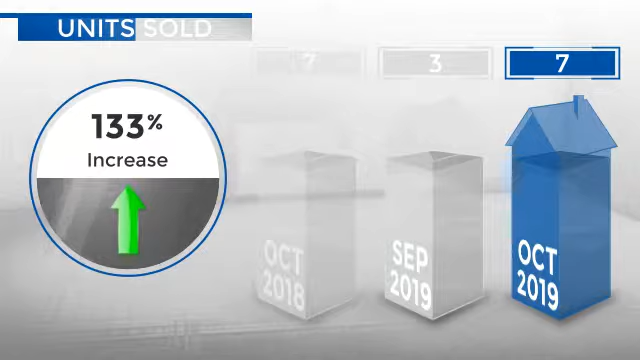 UNITS SOLD
7
3
7
133%
Increase
OCT
2018
SEP
2019
OCT
2019